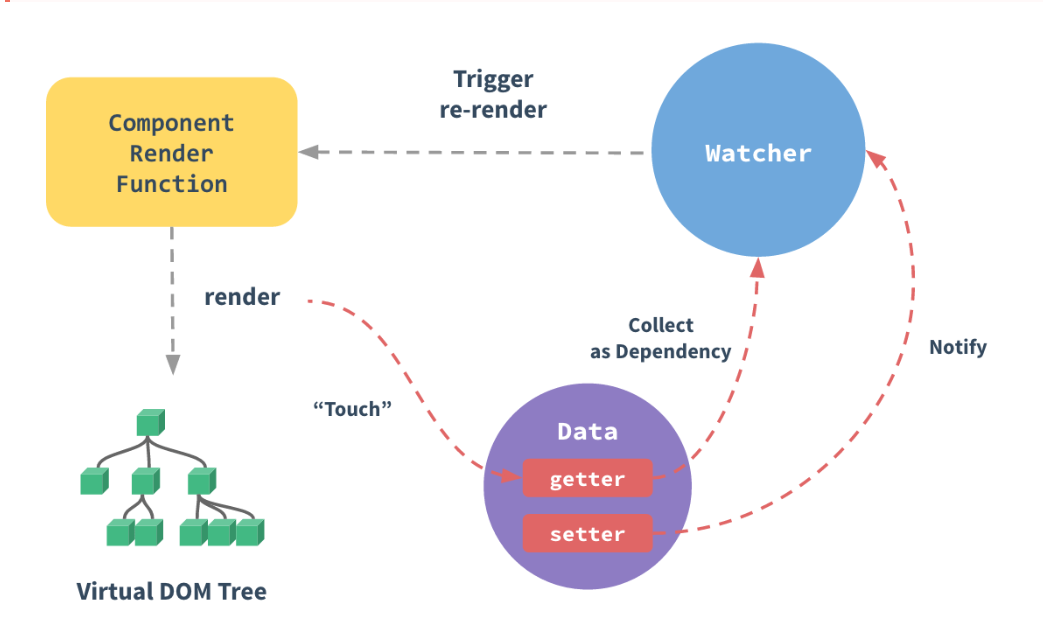 Trigger
re-render
Component
Render
Function
Watcher
render
Collect
as Dependency
Notify
“Touch”
Data
getter
setter
Virtual DOM Tree